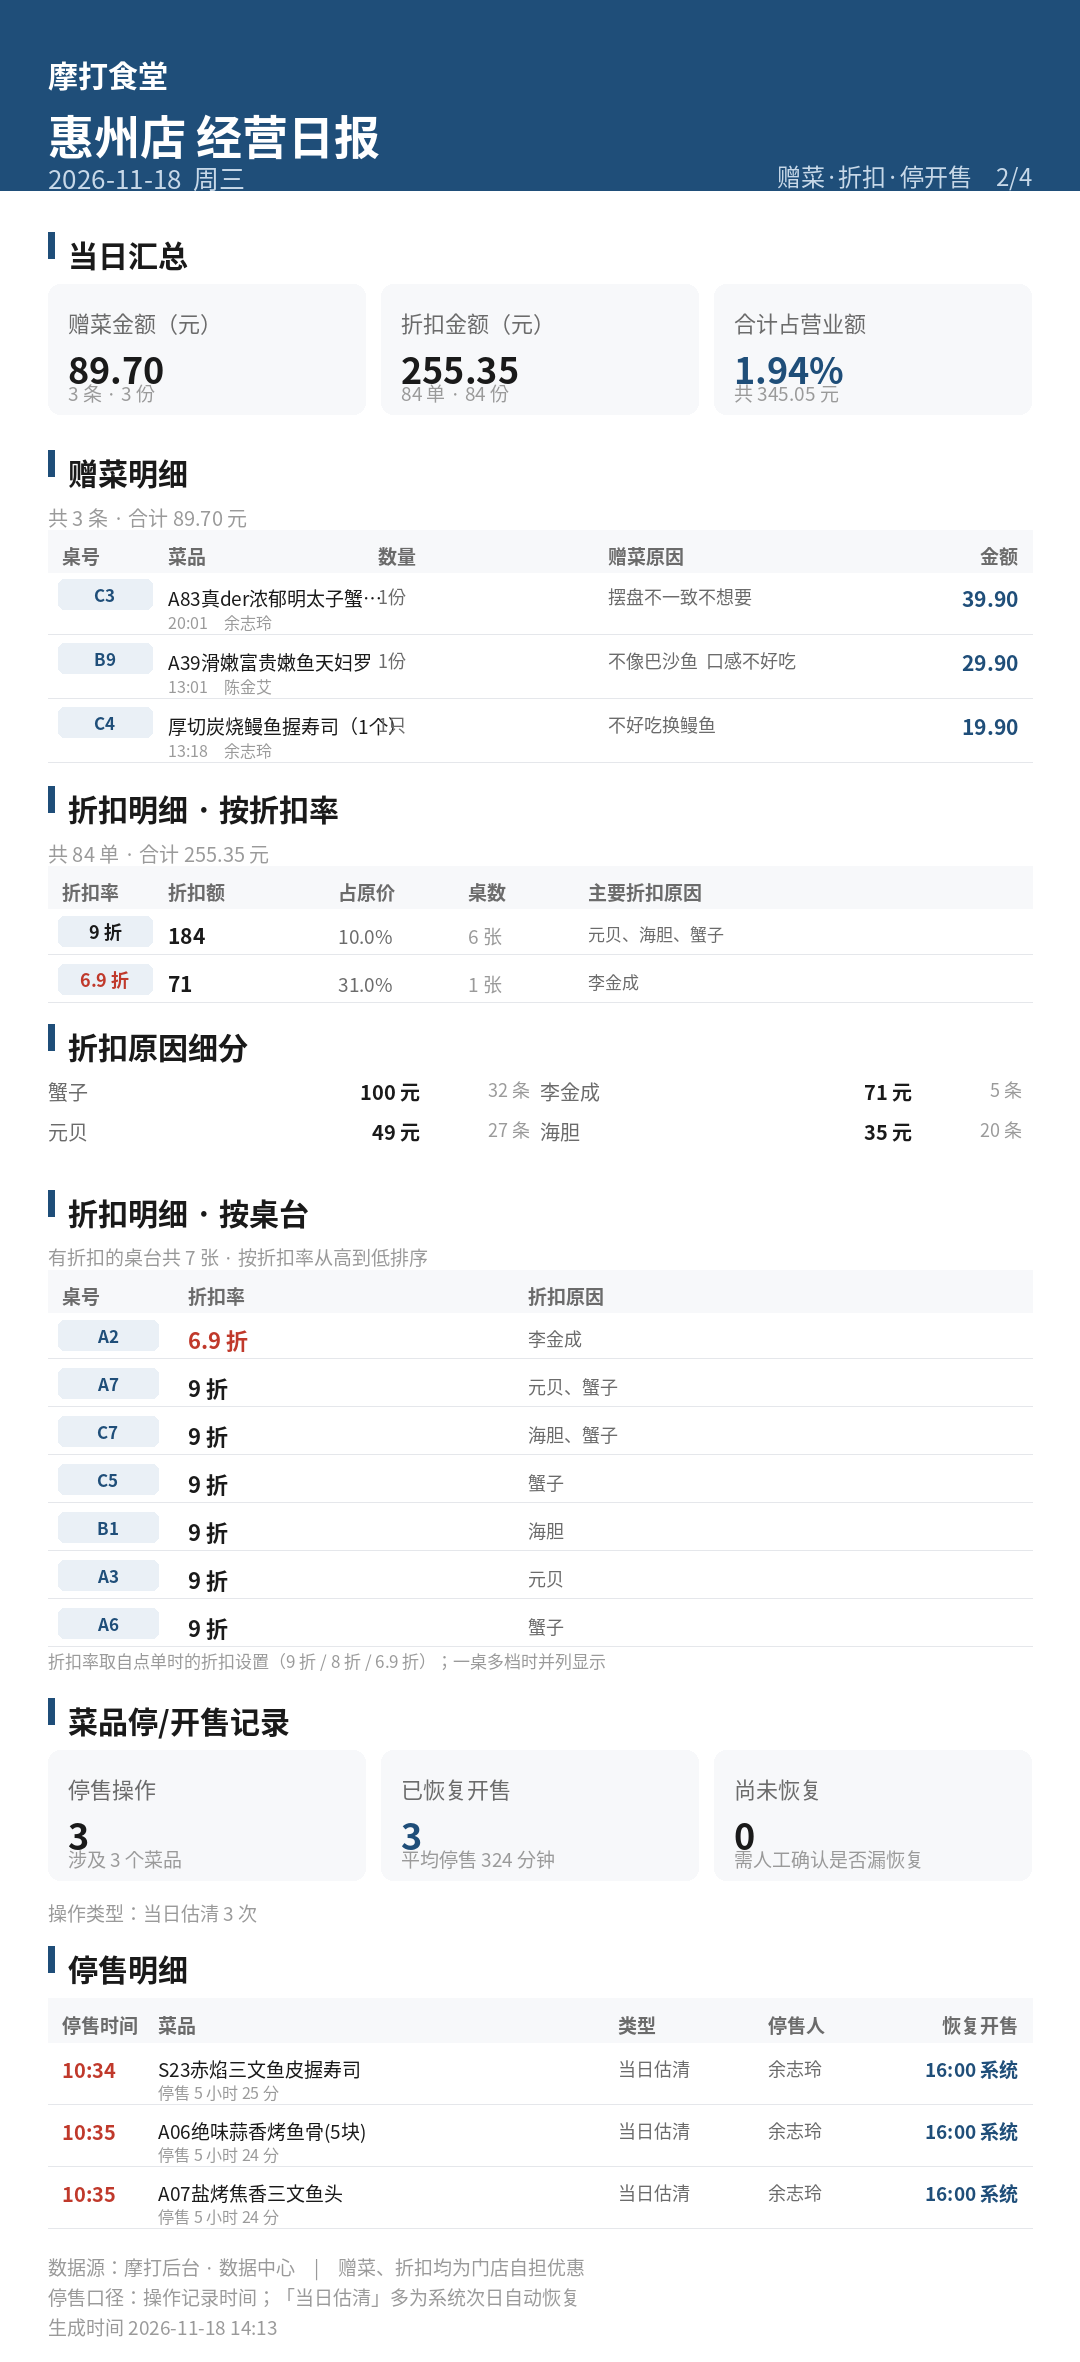 摩打食堂
惠州店 经营日报
2026-11-18 周三
赠菜·折扣·停开售 2/4
当日汇总
赠菜金额（元） 折扣金额（元） 合计占营业额
89.70 255.35 1.94%
3 条 · 3 份 84 单 · 84 份 共 345.05 元
赠菜明细
共 3 条 · 合计 89.70 元
桌号 菜品 数量 赠菜原因 金额
C3 A83真der浓郁明太子蟹… 1份 摆盘不一致不想要 39.90
20:01 余志玲
B9 A39滑嫩富贵嫩鱼天妇罗 1份 不像巴沙鱼 口感不好吃 29.90
13:01 陈金艾
C4 厚切炭烧鳗鱼握寿司（1个） 只 不好吃换鳗鱼 19.90
13:18 余志玲
折扣明细 · 按折扣率
共 84 单 · 合计 255.35 元
折扣率 折扣额 占原价 桌数 主要折扣原因
9 折 184 10.0% 6 张 元贝、海胆、蟹子
6.9 折 71 31.0% 1 张 李金成
折扣原因细分
蟹子 100 元 32 条 李金成 71 元 5 条
元贝 49 元 27 条 海胆 35 元 20 条
折扣明细 · 按桌台
有折扣的桌台共 7 张 · 按折扣率从高到低排序
桌号 折扣率 折扣原因
A2 6.9 折 李金成
A7 9 折 元贝、蟹子
C7 9 折 海胆、蟹子
C5 9 折 蟹子
B1 9 折 海胆
A3 9 折 元贝
A6 9 折 蟹子
折扣率取自点单时的折扣设置（9 折 / 8 折 / 6.9 折）；一桌多档时并列显示
菜品停/开售记录
停售操作 已恢复开售 尚未恢复
3 3 0
涉及 3 个菜品 平均停售 324 分钟 需人工确认是否漏恢复
操作类型：当日估清 3 次
停售明细
停售时间 菜品 类型 停售人 恢复开售
10:34 S23赤焰三文鱼皮握寿司 当日估清 余志玲 16:00 系统
停售 5 小时 25 分
10:35 A06绝味蒜香烤鱼骨(5块) 当日估清 余志玲 16:00 系统
停售 5 小时 24 分
10:35 A07盐烤焦香三文鱼头 当日估清 余志玲 16:00 系统
停售 5 小时 24 分
数据源：摩打后台 · 数据中心 | 赠菜、折扣均为门店自担优惠
停售口径：操作记录时间；「当日估清」多为系统次日自动恢复
生成时间 2026-11-18 14:13